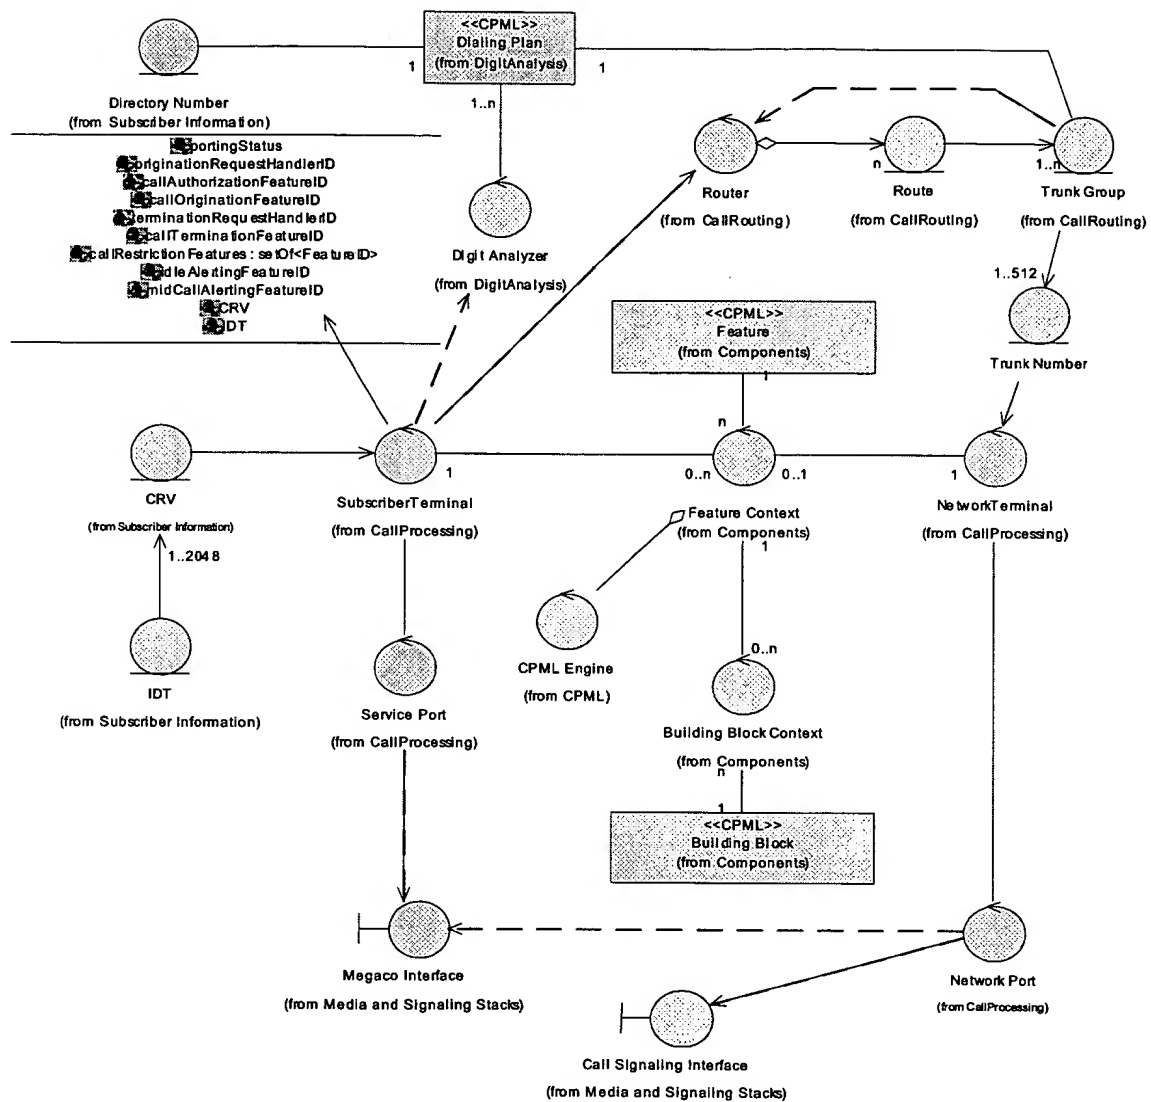 <<CPML>>
Dialing Plan
(from DigitAnalysis)
1
1
1..n
Directory Number
(from Subscriber Information)
portingStatus
originationRequestHandlerID
callAuthorizationFeatureID
callOriginationFeatureID
terminationRequestHandlerID
callTerminationFeatureID
callRestrictionFeatures : setOf<FeatureID>
idleAlertingFeatureID
midCallAlertingFeatureID
CRV
IDT
Digit Analyzer
(from DigitAnalysis)
Router
(from CallRouting)
n
Route
(from CallRouting)
1..n
Trunk Group
(from CallRouting)
1..512
Trunk Number
<<CPML>>
Feature
(from Components)
1
n
CRV
(from Subscriber Information)
1..2048
IDT
(from Subscriber Information)
1
SubscriberTerminal
(from CallProcessing)
0..n
0..1
Feature Context
(from Components)
1
1
NetworkTerminal
(from CallProcessing)
CPML Engine
(from CPML)
0..n
Building Block Context
(from Components)
n
1
<<CPML>>
Building Block
(from Components)
Service Port
(from CallProcessing)
Megaco Interface
(from Media and Signaling Stacks)
Network Port
(from CallProcessing)
Call Signaling Interface
(from Media and Signaling Stacks)